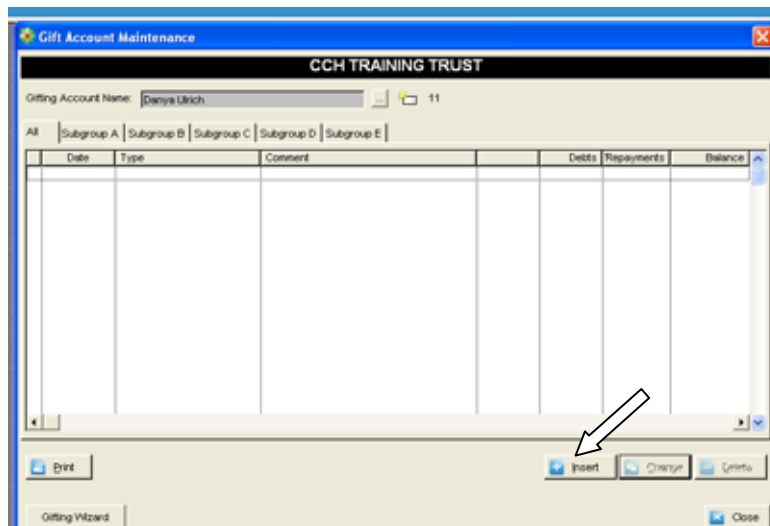 Gift Account Maintenance
CCH TRAINING TRUST
Gifting Account Name: Danya Ulrich ... 11
All Subgroup A Subgroup B Subgroup C Subgroup D Subgroup E
Date Type Comment Debts Repayments Balance
Print Insert Change Delete
Gifting Wizard Close